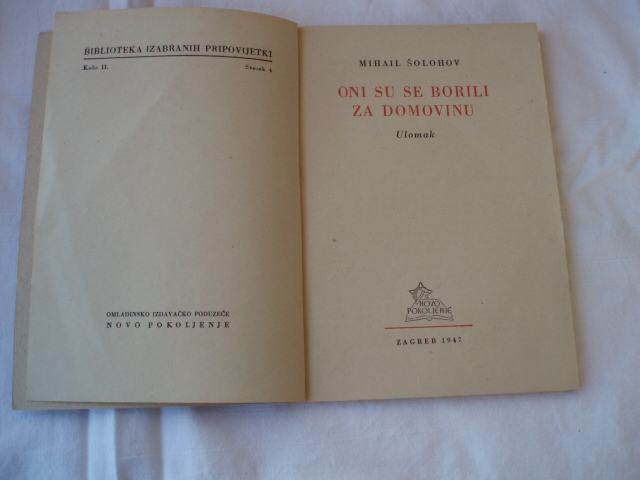 BIBLIOTEKA IZABRANIH PRIPOVIJETKI
Kolo II. Svezak 4
OMLADINSKO IZDAVAČKO PODUZEČE
NOVO POKOLJENJE
MIHAIL ŠOLOHOV
ONI SU SE BORILI
ZA DOMOVINU
Ulomak
NOVO
POKOLJENJE
ZAGREB 1947